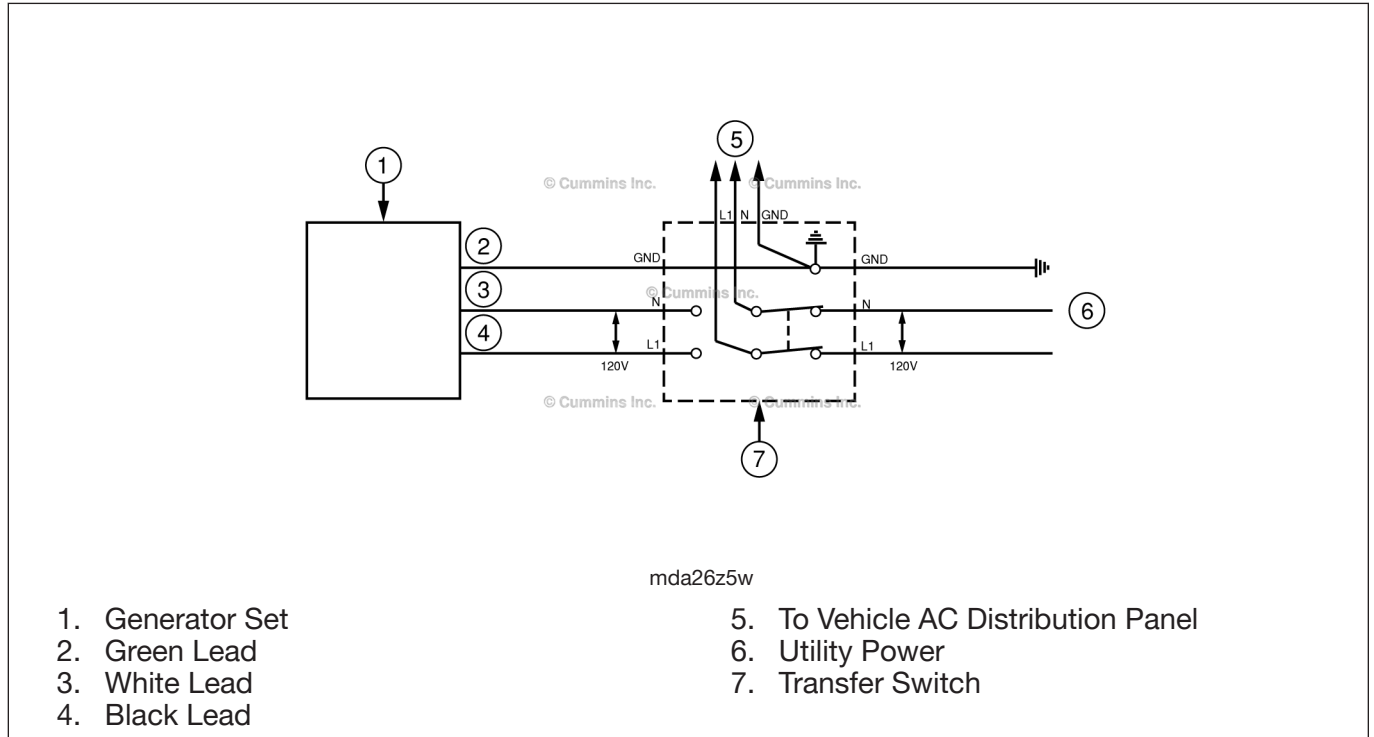 1
5
© Cummins Inc.
© Cummins Inc.
L1 N GND
2
GND
GND
3
© Cummins Inc.
N
N
6
4
L1
L1
120V
120V
© Cummins Inc.
© Cummins Inc.
7
mda26z5w
1. Generator Set
2. Green Lead
3. White Lead
4. Black Lead
5. To Vehicle AC Distribution Panel
6. Utility Power
7. Transfer Switch